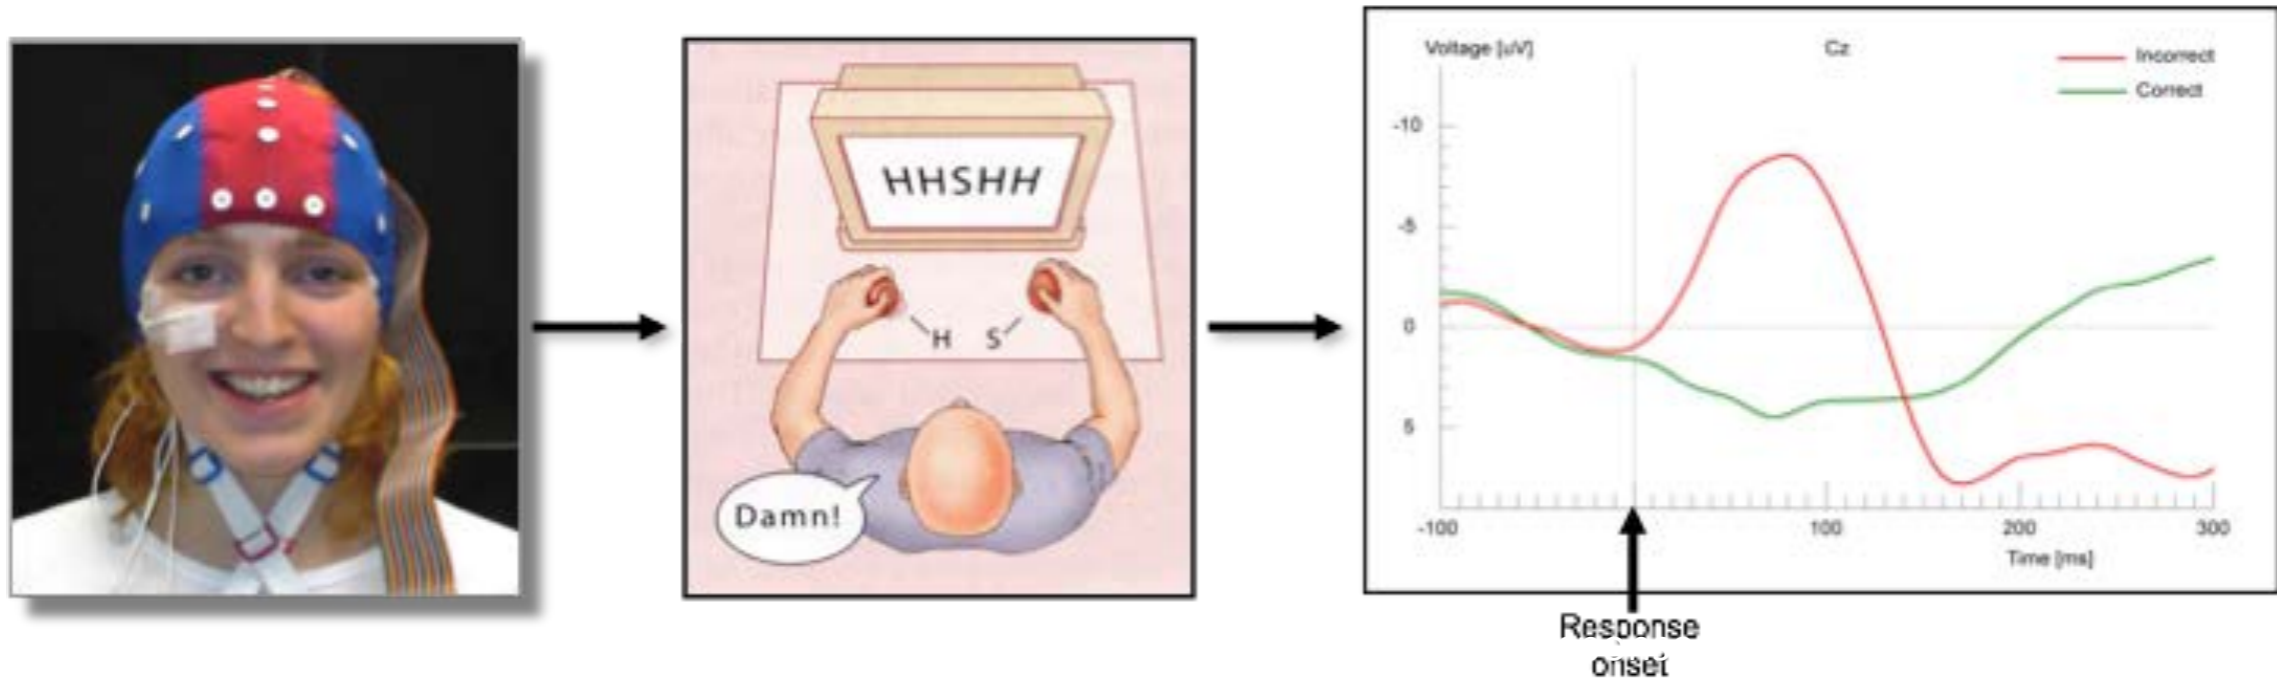 HHSHH
H S
Damn!
Voltage [uV]
Cz
Incorrect
Correct
-10
-5
0
5
-100 100 200 300
Time [ms]
Response
onset